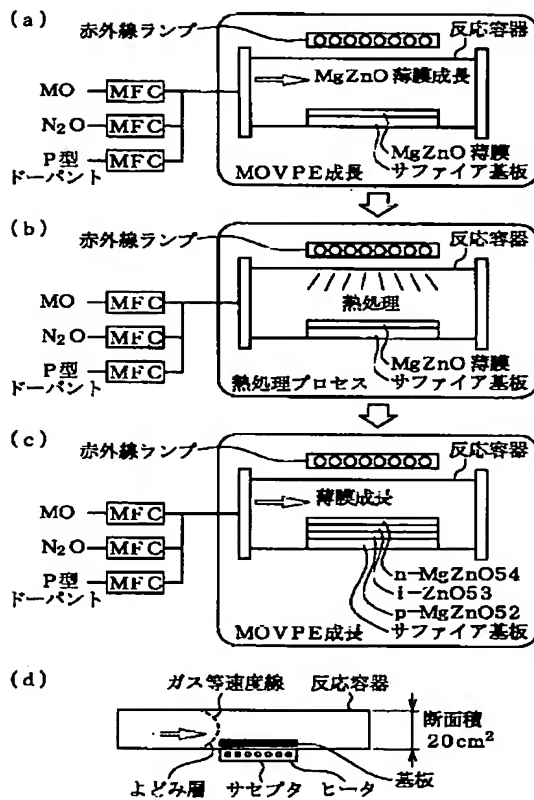 (a)
赤外線ランプ
反応容器
MO MFC
MgZnO薄膜成長
N₂O MFC
P型
ドーパント MFC
MgZnO薄膜
サファイア基板
MOVPE成長
(b)
赤外線ランプ
反応容器
MO MFC
熱処理
N₂O MFC
P型
ドーパント MFC
MgZnO薄膜
サファイア基板
熱処理プロセス
(c)
赤外線ランプ
反応容器
MO MFC
薄膜成長
N₂O MFC
P型
ドーパント MFC
n−MgZnO54
i−ZnO53
p−MgZnO52
サファイア基板
MOVPE成長
(d)
ガス等速度線 反応容器
断面積
20cm²
よどみ層 サセプタ ヒータ 基板